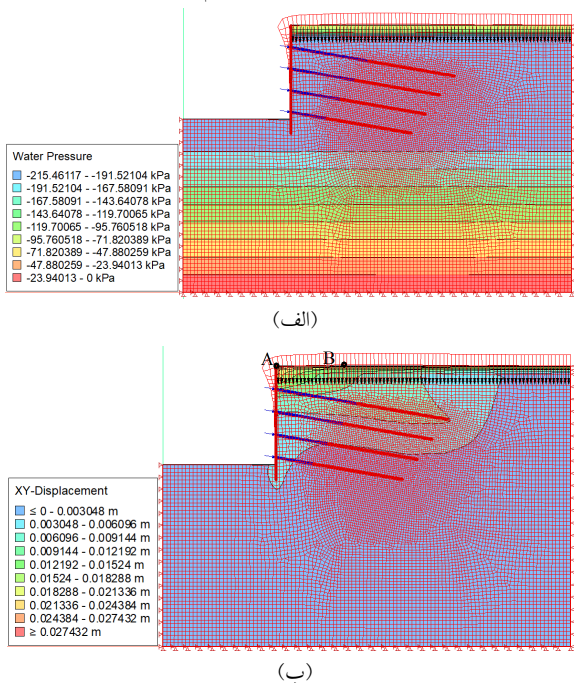 Water Pressure
-215.46117 - -191.52104 kPa
-191.52104 - -167.58091 kPa
-167.58091 - -143.64078 kPa
-143.64078 - -119.70065 kPa
-119.70065 - -95.760518 kPa
-95.760518 - -71.820389 kPa
-71.820389 - -47.880259 kPa
-47.880259 - -23.94013 kPa
-23.94013 - 0 kPa
(الف)
A
B
XY-Displacement
≤ 0 - 0.003048 m
0.003048 - 0.006096 m
0.006096 - 0.009144 m
0.009144 - 0.012192 m
0.012192 - 0.01524 m
0.01524 - 0.018288 m
0.018288 - 0.021336 m
0.021336 - 0.024384 m
0.024384 - 0.027432 m
≥ 0.027432 m
(ب)